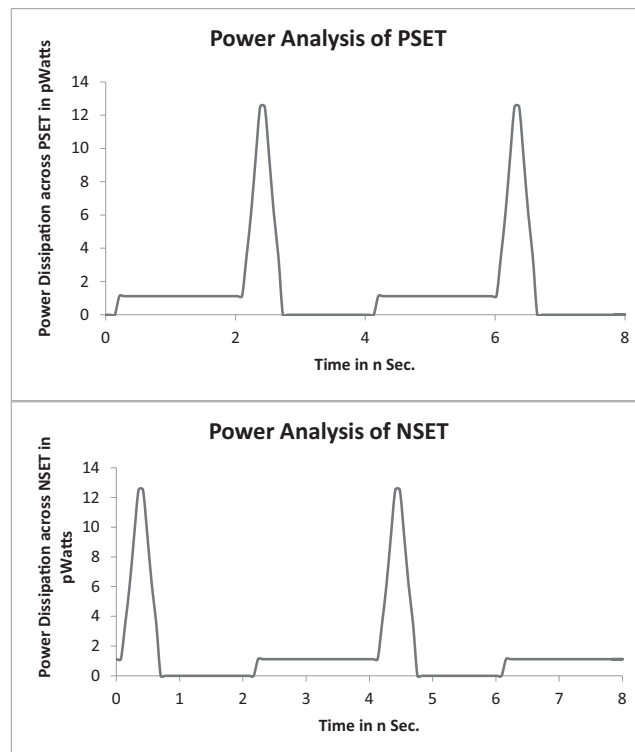 Power Analysis of PSET
Power Dissipation across PSET in pWatts
14
12
10
8
6
4
2
0
0 2 4 6 8
Time in n Sec.
Power Analysis of NSET
Power Dissipation across NSET in
pWatts
14
12
10
8
6
4
2
0
0 1 2 3 4 5 6 7 8
Time in n Sec.